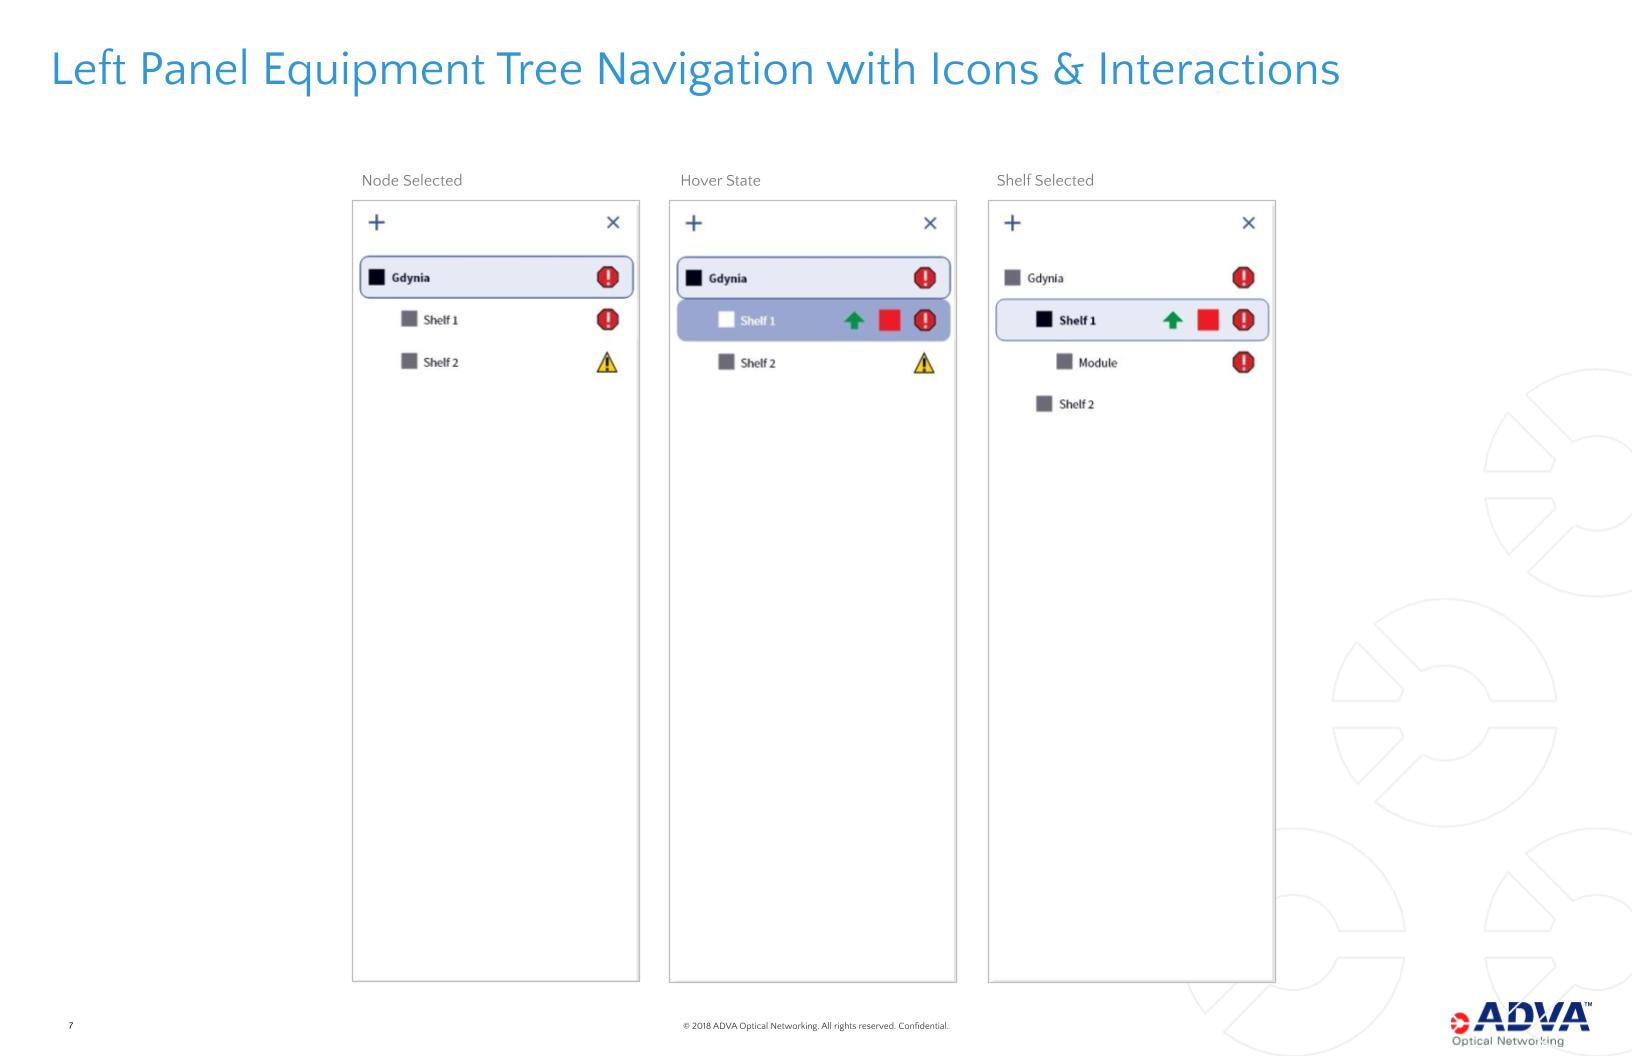 Left Panel Equipment Tree Navigation with Icons & Interactions
Node Selected
Gdynia
Shelf 1
Shelf 2
Hover State
Gdynia
Shelf 1
Shelf 2
Shelf Selected
Gdynia
Shelf 1
Module
Shelf 2
7
© 2018 ADVA Optical Networking. All rights reserved. Confidential.
ADVA™
Optical Networking